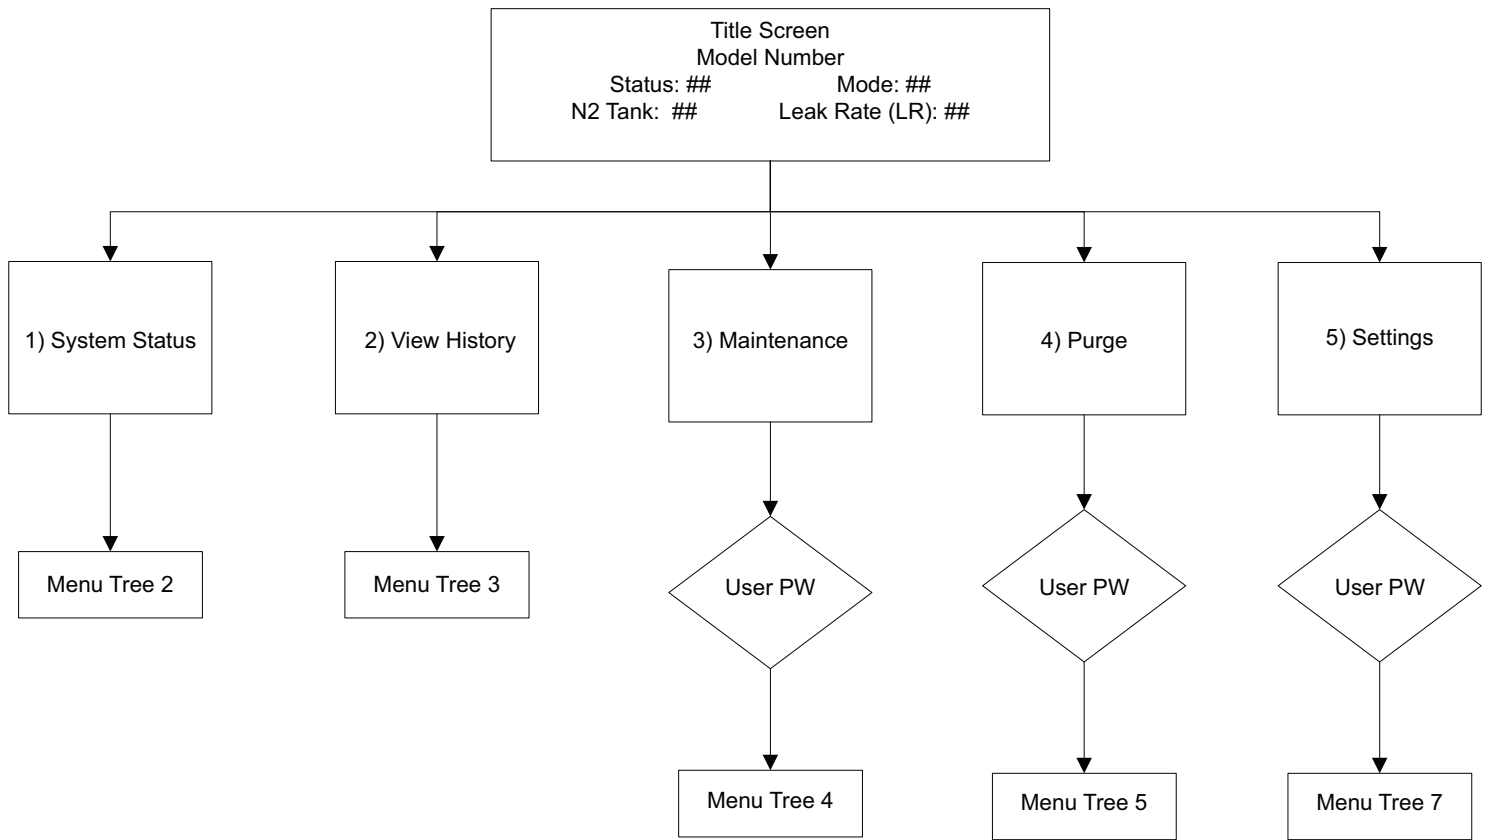 Title Screen
Model Number
Status: ## Mode: ##
N2 Tank: ## Leak Rate (LR): ##
1) System Status
2) View History
3) Maintenance
4) Purge
5) Settings
Menu Tree 2
Menu Tree 3
User PW
User PW
User PW
Menu Tree 4
Menu Tree 5
Menu Tree 7